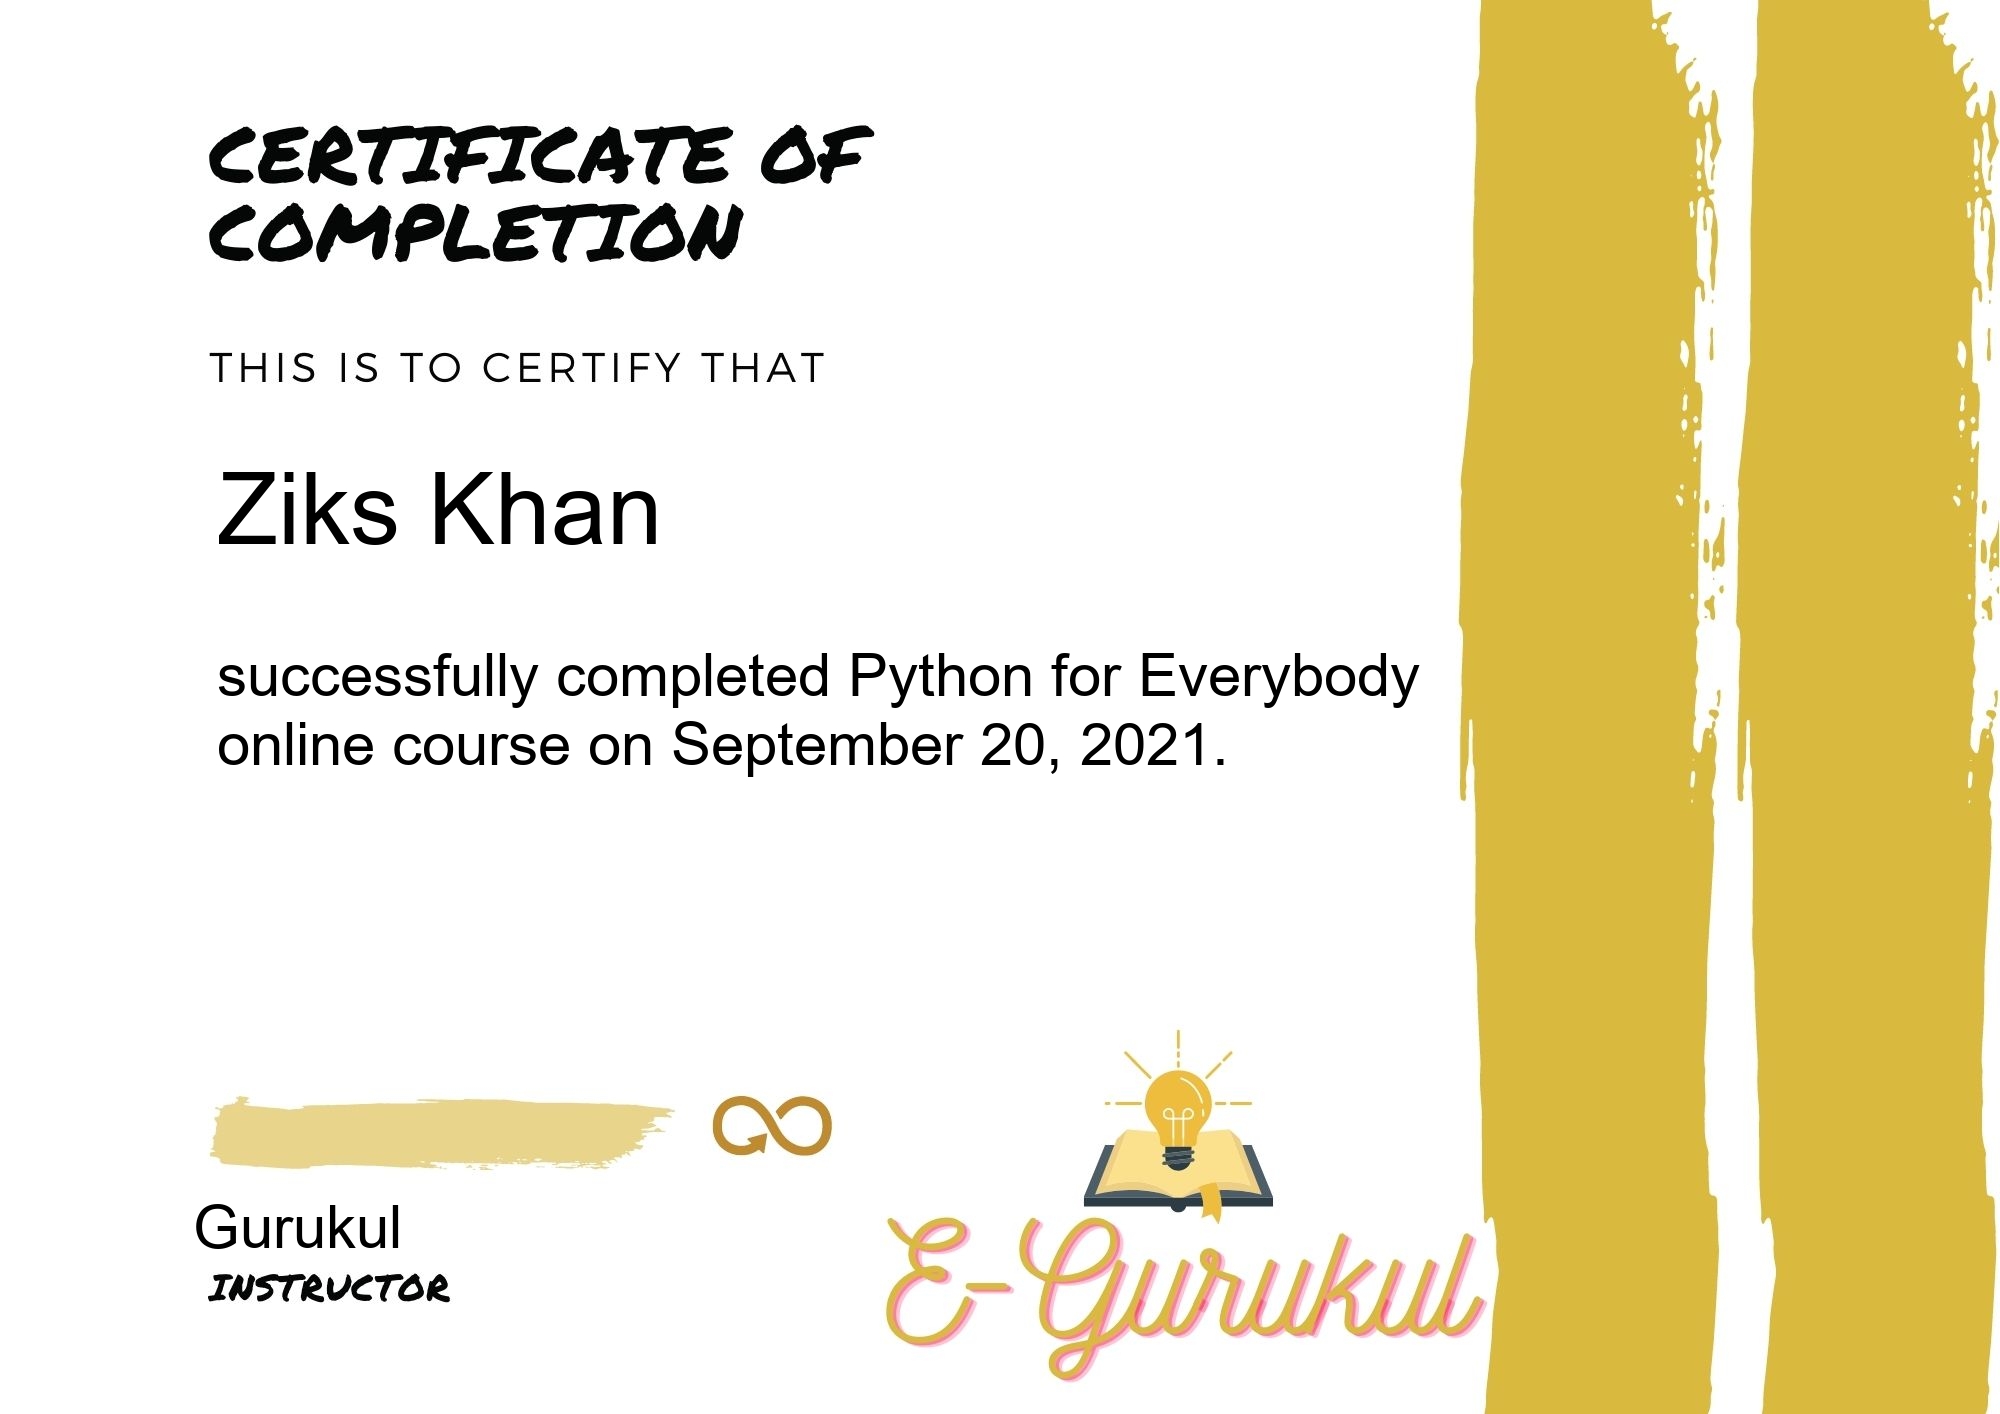 CERTIFICATE OF
COMPLETION
THIS IS TO CERTIFY THAT
Ziks Khan
successfully completed Python for Everybody
online course on September 20, 2021.
Gurukul
INSTRUCTOR
E-Gurukul